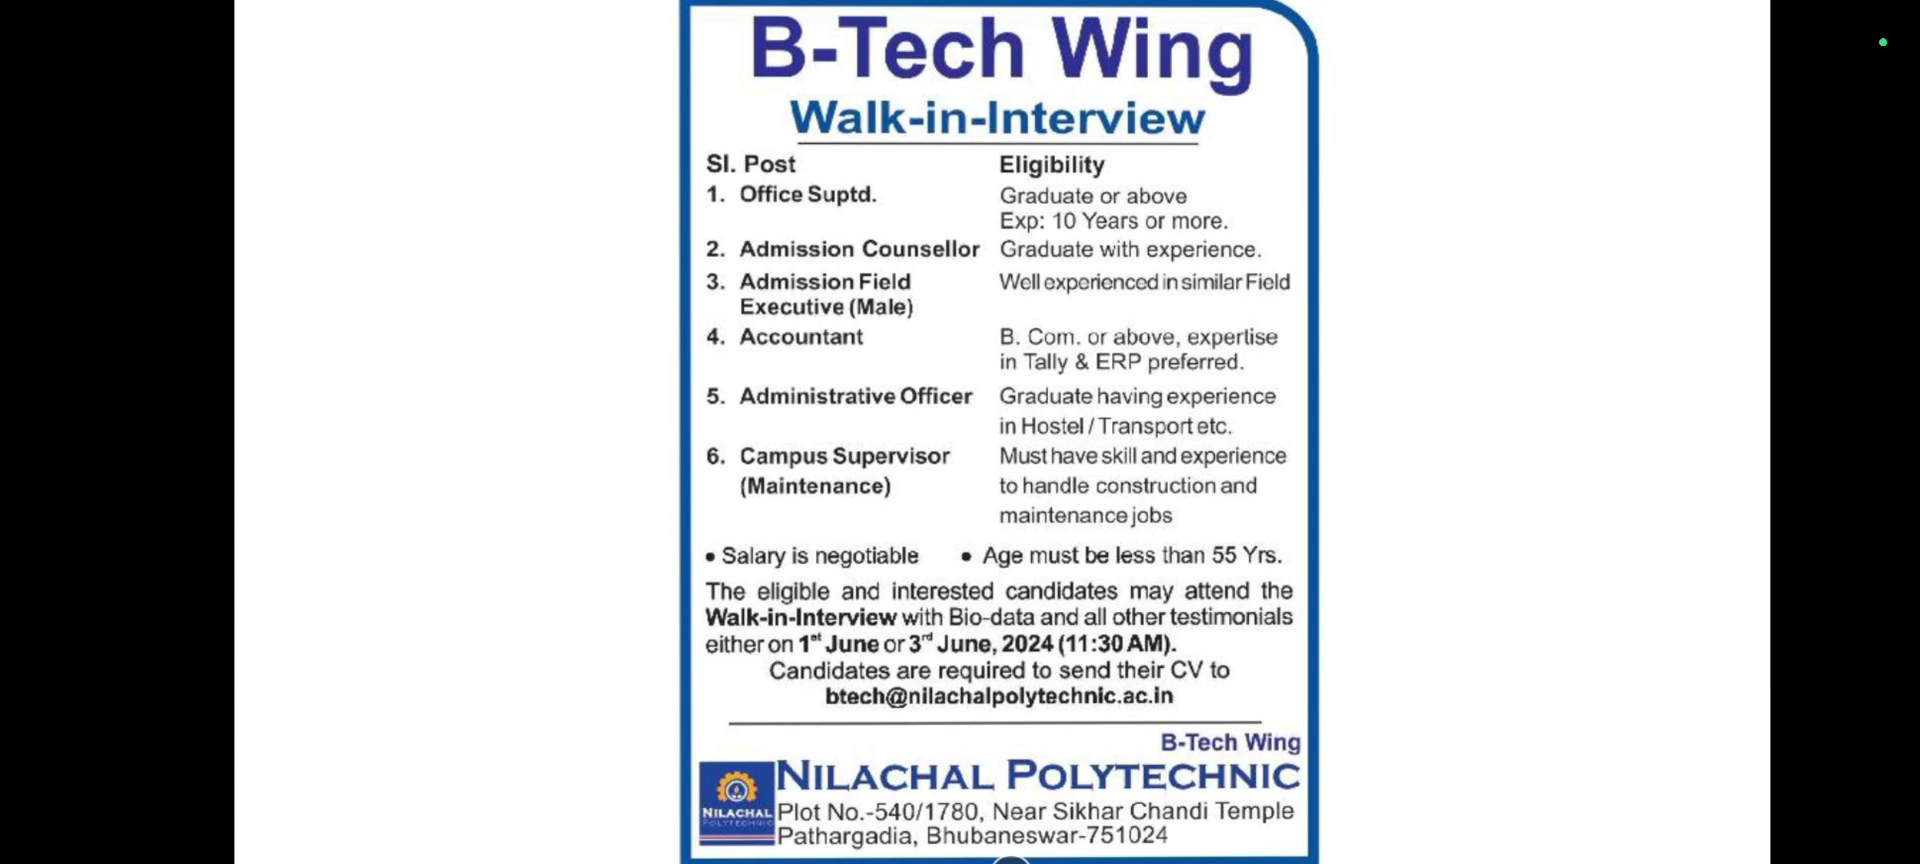 B-Tech Wing
Walk-in-Interview
Sl. Post Eligibility
1. Office Suptd. Graduate or above
Exp: 10 Years or more.
2. Admission Counsellor Graduate with experience.
3. Admission Field Well experienced in similar Field
Executive (Male)
4. Accountant B. Com. or above, expertise
in Tally & ERP preferred.
5. Administrative Officer Graduate having experience
in Hostel / Transport etc.
6. Campus Supervisor Must have skill and experience
(Maintenance) to handle construction and
maintenance jobs
• Salary is negotiable • Age must be less than 55 Yrs.
The eligible and interested candidates may attend the
Walk-in-Interview with Bio-data and all other testimonials
either on 1st June or 3rd June, 2024 (11:30 AM).
Candidates are required to send their CV to
btech@nilachalpolytechnic.ac.in
B-Tech Wing
NILACHAL POLYTECHNIC
NILACHAL
POLYTECHNIC
Plot No.-540/1780, Near Sikhar Chandi Temple
Pathargadia, Bhubaneswar-751024